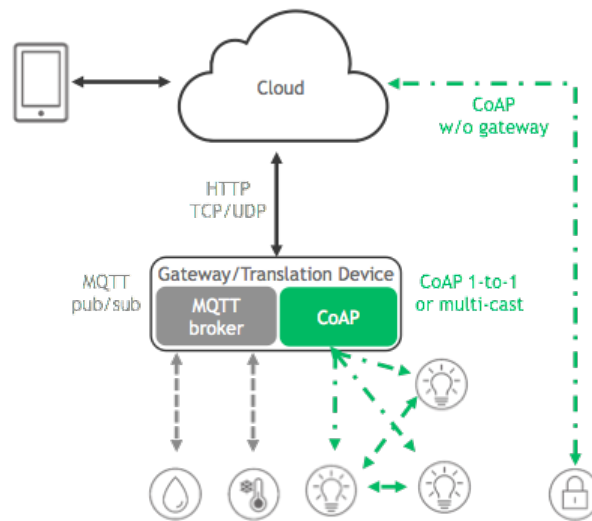 Cloud
CoAP
w/o gateway
HTTP
TCP/UDP
MQTT
pub/sub
Gateway/Translation Device
MQTT
broker
CoAP
CoAP 1-to-1
or multi-cast